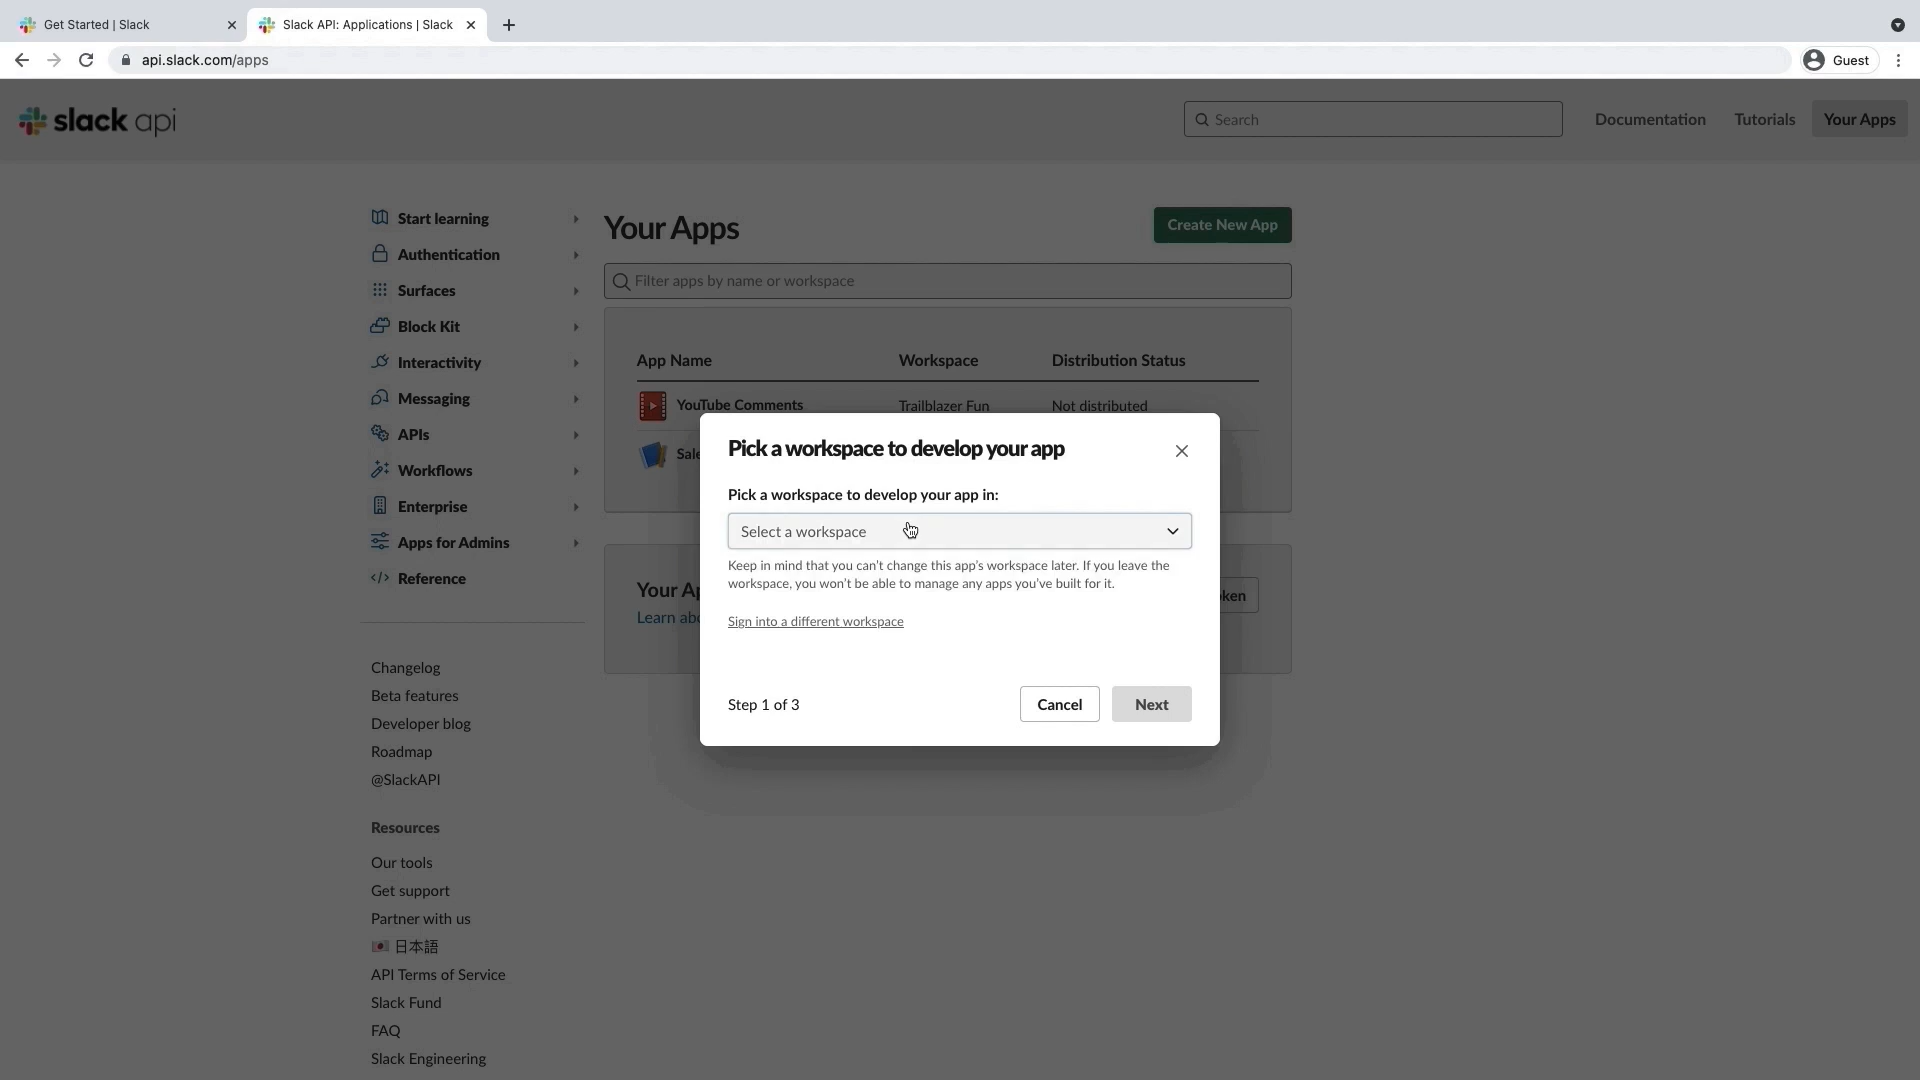 Get Started | Slack
Slack API: Applications | Slack
api.slack.com/apps
Guest
slack api
Search
Documentation
Tutorials
Your Apps
Start learning
Authentication
Surfaces
Block Kit
Interactivity
Messaging
APIs
Workflows
Enterprise
Apps for Admins
Reference
Changelog
Beta features
Developer blog
Roadmap
@SlackAPI
Resources
Our tools
Get support
Partner with us
日本語
API Terms of Service
Slack Fund
FAQ
Slack Engineering
Your Apps
Create New App
Filter apps by name or workspace
App Name Workspace Distribution Status
YouTube Comments Trailblazer Fun Not distributed
Sale
Your Ap
Learn abo
ken
Pick a workspace to develop your app
Pick a workspace to develop your app in:
Select a workspace
Keep in mind that you can't change this app's workspace later. If you leave the
workspace, you won't be able to manage any apps you've built for it.
Sign into a different workspace
Step 1 of 3
Cancel
Next